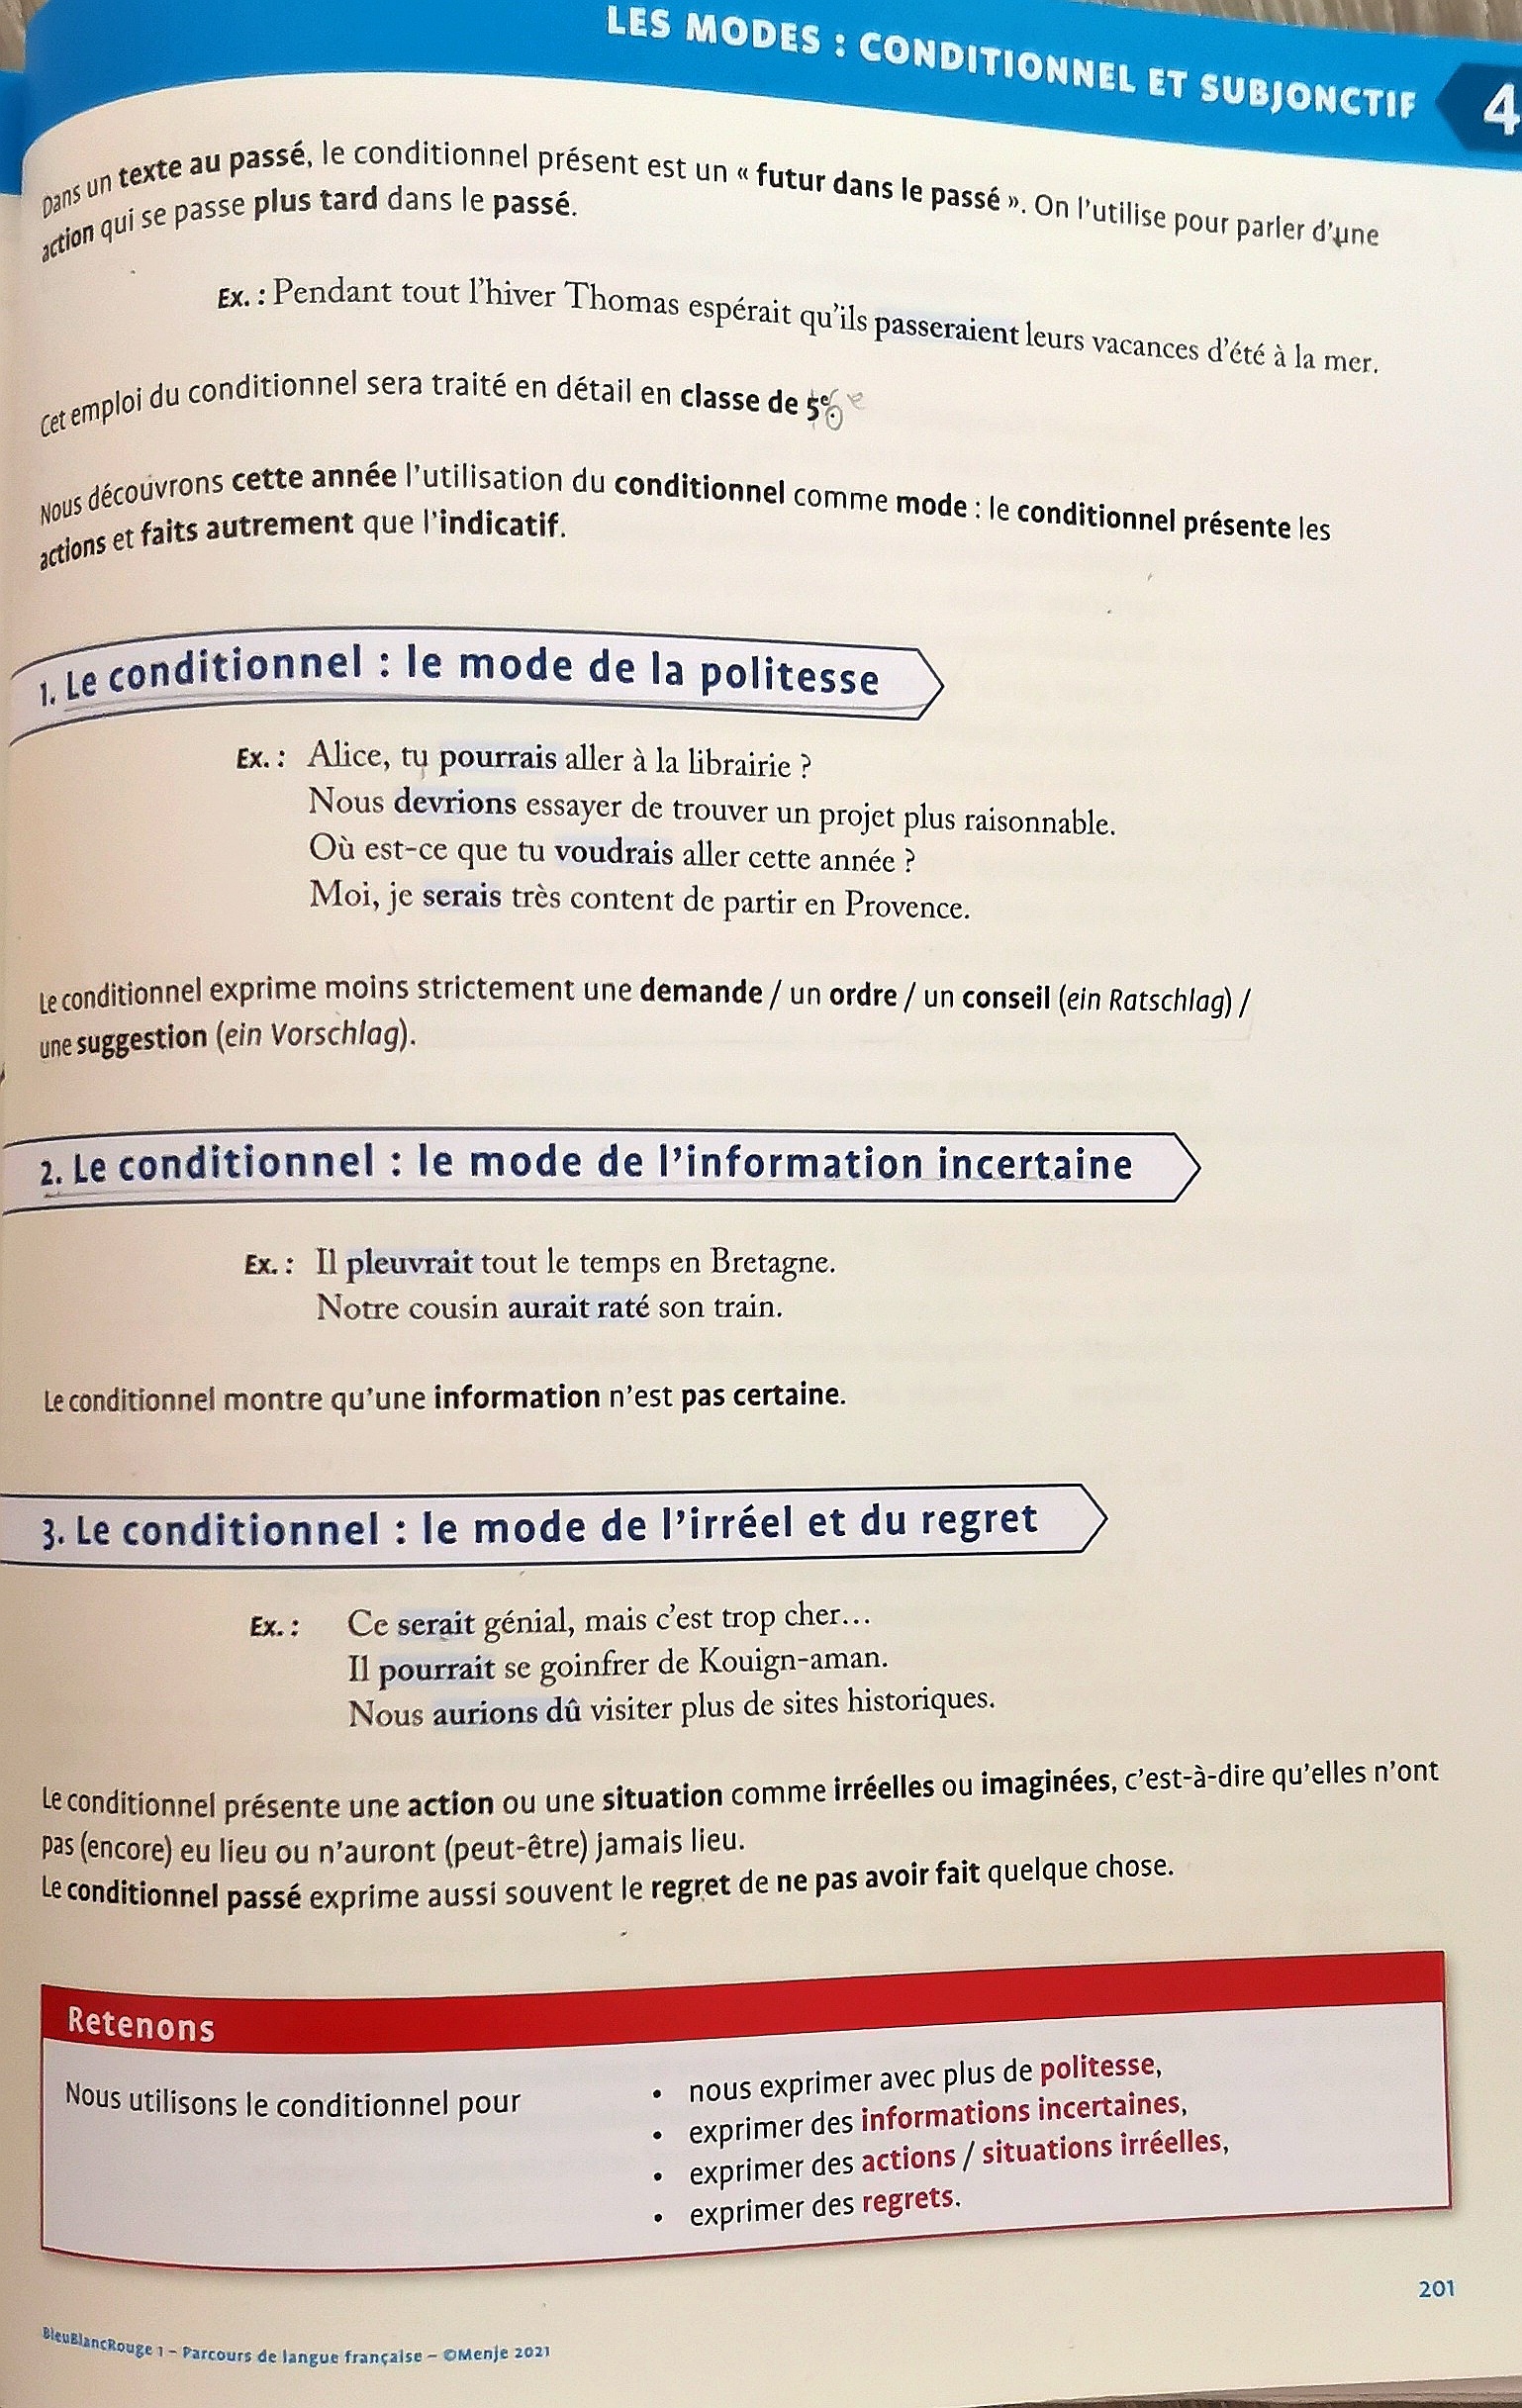 LES MODES : CONDITIONNEL ET SUBJONCTIF
4
Dans un texte au passé, le conditionnel présent est un « futur dans le passé ». On l'utilise pour parler d'une
action qui se passe plus tard dans le passé.
Ex. : Pendant tout l'hiver Thomas espérait qu'ils passeraient leurs vacances d'été à la mer.
Cet emploi du conditionnel sera traité en détail en classe de 5e 6e
Nous découvrons cette année l'utilisation du conditionnel comme mode : le conditionnel présente les
actions et faits autrement que l'indicatif.
1. Le conditionnel : le mode de la politesse
Ex. : Alice, tu pourrais aller à la librairie ?
Nous devrions essayer de trouver un projet plus raisonnable.
Où est-ce que tu voudrais aller cette année ?
Moi, je serais très content de partir en Provence.
Le conditionnel exprime moins strictement une demande / un ordre / un conseil (ein Ratschlag) /
une suggestion (ein Vorschlag).
2. Le conditionnel : le mode de l'information incertaine
Ex. : Il pleuvrait tout le temps en Bretagne.
Notre cousin aurait raté son train.
Le conditionnel montre qu'une information n'est pas certaine.
3. Le conditionnel : le mode de l'irréel et du regret
Ex. : Ce serait génial, mais c'est trop cher...
Il pourrait se goinfrer de Kouign-aman.
Nous aurions dû visiter plus de sites historiques.
Le conditionnel présente une action ou une situation comme irréelles ou imaginées, c'est-à-dire qu'elles n'ont
pas (encore) eu lieu ou n'auront (peut-être) jamais lieu.
Le conditionnel passé exprime aussi souvent le regret de ne pas avoir fait quelque chose.
Retenons
Nous utilisons le conditionnel pour
• nous exprimer avec plus de politesse,
• exprimer des informations incertaines,
• exprimer des actions / situations irréelles,
• exprimer des regrets.
201
BleuBlancRouge 1 – Parcours de langue française – ©Menje 2021